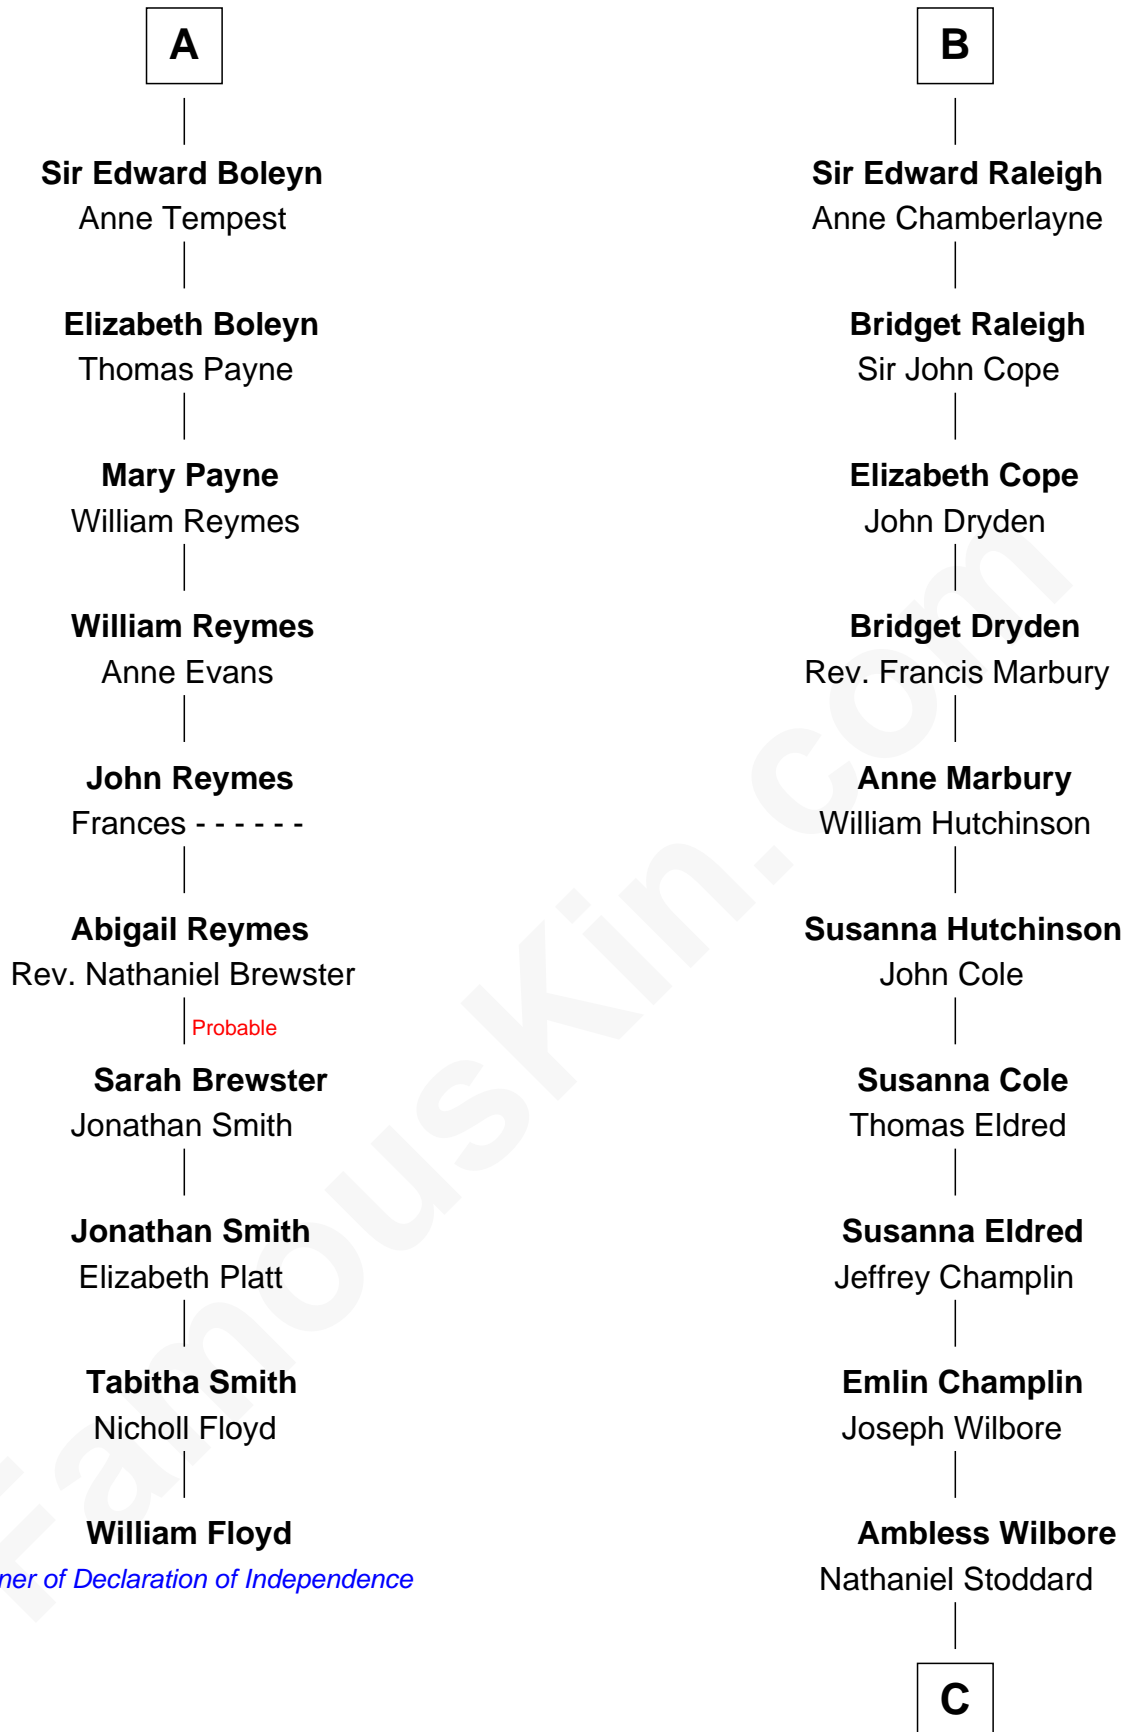 A
Sir Edward Boleyn
Anne Tempest
Elizabeth Boleyn
Thomas Payne
Mary Payne
William Reymes
William Reymes
Anne Evans
John Reymes
Frances - - - - - -
Abigail Reymes
Rev. Nathaniel Brewster
Probable
Sarah Brewster
Jonathan Smith
Jonathan Smith
Elizabeth Platt
Tabitha Smith
Nicholl Floyd
William Floyd
ner of Declaration of Independence
B
Sir Edward Raleigh
Anne Chamberlayne
Bridget Raleigh
Sir John Cope
Elizabeth Cope
John Dryden
Bridget Dryden
Rev. Francis Marbury
Anne Marbury
William Hutchinson
Susanna Hutchinson
John Cole
Susanna Cole
Thomas Eldred
Susanna Eldred
Jeffrey Champlin
Emlin Champlin
Joseph Wilbore
Ambless Wilbore
Nathaniel Stoddard
C
FamousKin.com